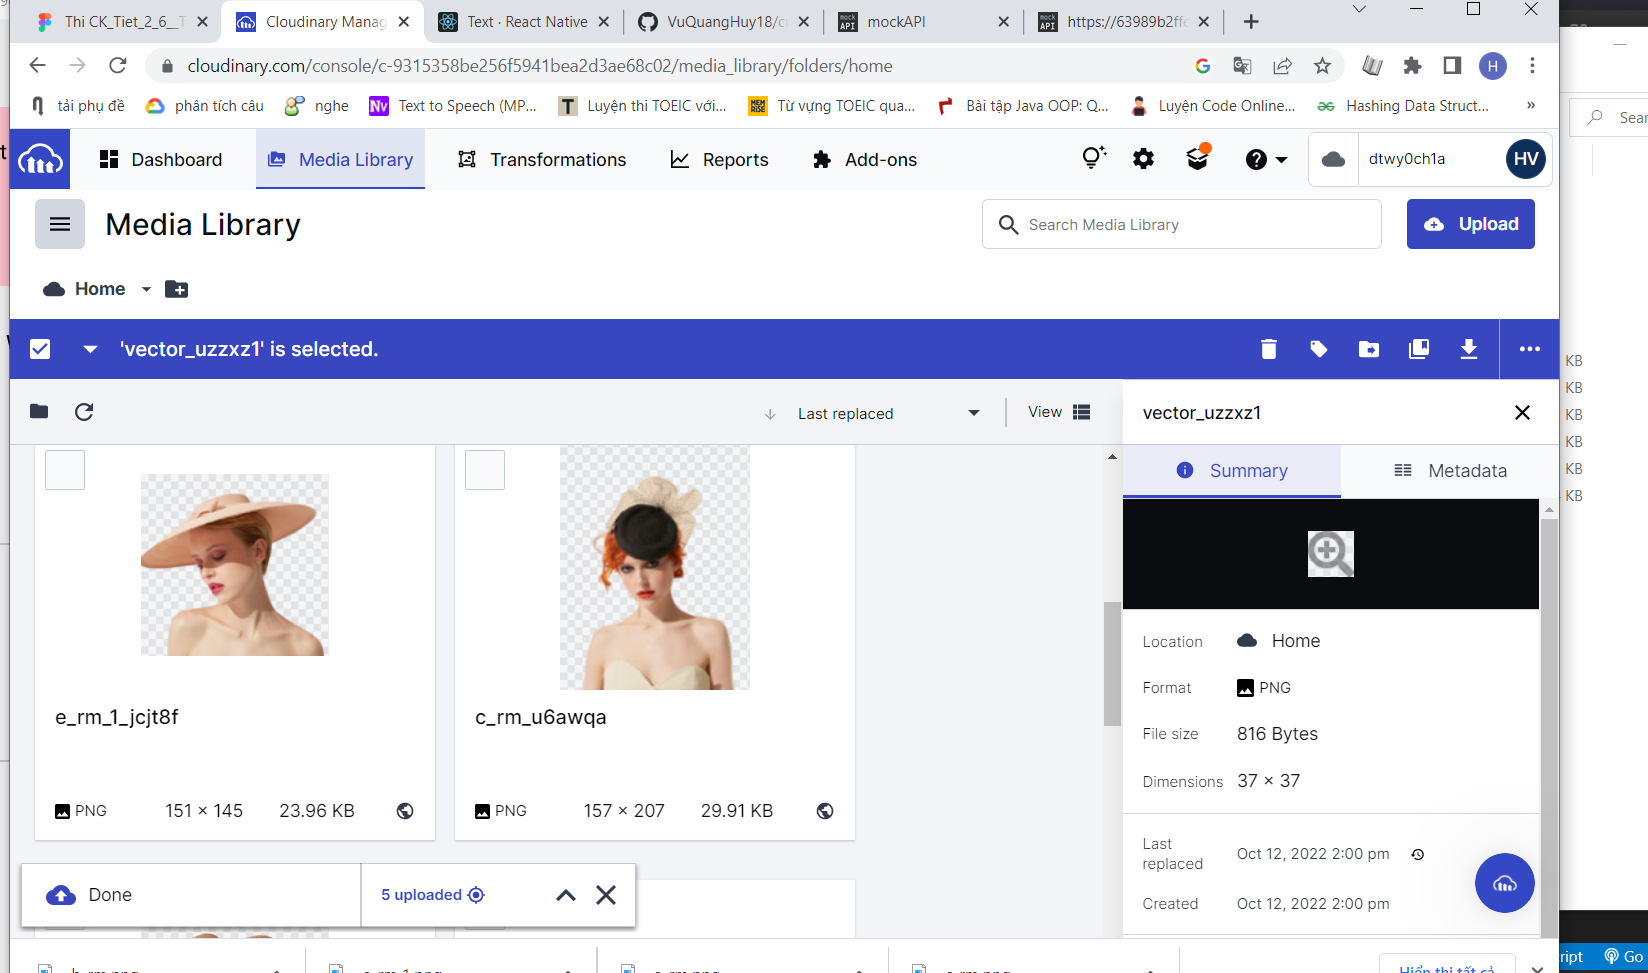 Thi CK_Tiet_2_6_
Cloudinary Manag
Text · React Native
VuQuangHuy18/c
mockAPI
https://63989b2ff
cloudinary.com/console/c-9315358be256f5941bea2d3ae68c02/media_library/folders/home
H
tải phụ đề
phân tích câu
nghe
Text to Speech (MP...
Luyện thi TOEIC với...
Từ vựng TOEIC qua...
Bài tập Java OOP: Q...
Luyện Code Online...
Hashing Data Struct...
»
Dashboard
Media Library
Transformations
Reports
Add-ons
dtwy0ch1a
HV
Media Library
Search Media Library
Upload
Home
'vector_uzzxz1' is selected.
Last replaced
View
vector_uzzxz1
Summary
Metadata
e_rm_1_jcjt8f
PNG
151 × 145
23.96 KB
c_rm_u6awqa
PNG
157 × 207
29.91 KB
Location
Home
Format
PNG
File size
816 Bytes
Dimensions
37 × 37
Last replaced
Oct 12, 2022 2:00 pm
Created
Oct 12, 2022 2:00 pm
Done
5 uploaded
Hiển thị tất cả
Sear
KB
KB
KB
KB
KB
KB
ript
Go